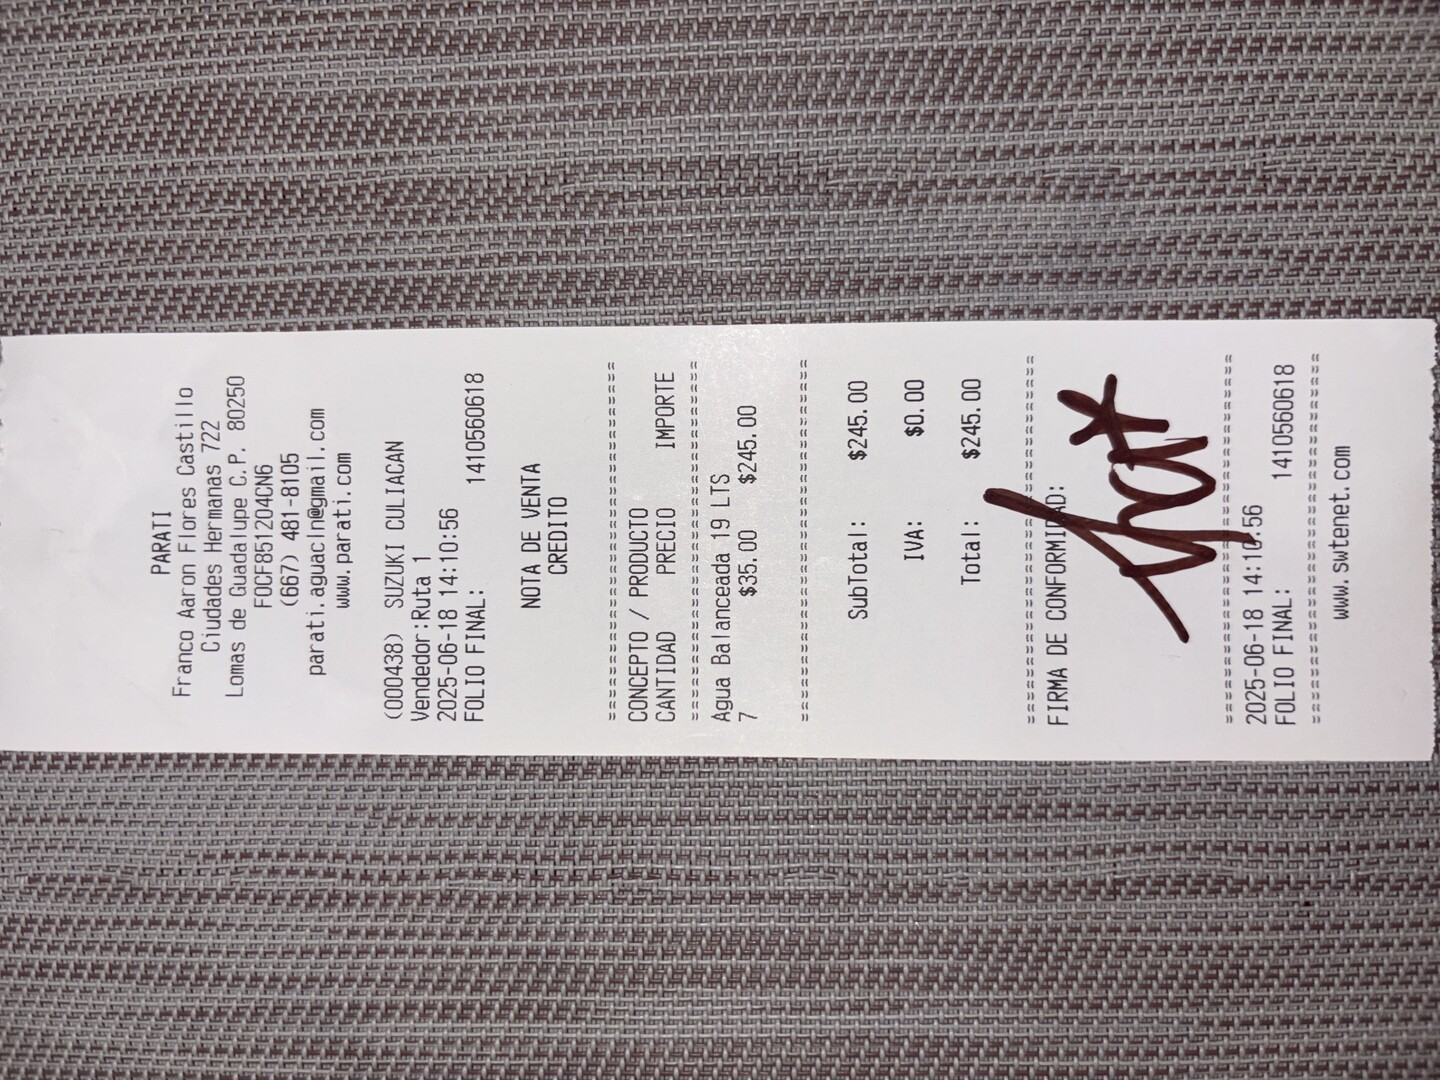 PARATI
Franco Aaron Flores Castillo
Ciudades Hermanas 722
Lomas de Guadalupe C.P. 80250
FOCF851204CN6
(667) 481-8105
parati.aguacln@gmail.com
www.parati.com
(000438) SUZUKI CULIACAN
Vendedor:Ruta 1
2025-06-18 14:10:56
FOLIO FINAL: 1410560618
NOTA DE VENTA
CREDITO
CONCEPTO / PRODUCTO
CANTIDAD PRECIO IMPORTE
Agua Balanceada 19 LTS
7 $35.00 $245.00
SubTotal: $245.00
IVA: $0.00
Total: $245.00
FIRMA DE CONFORMIDAD:
2025-06-18 14:10:56
FOLIO FINAL: 1410560618
www.swtenet.com